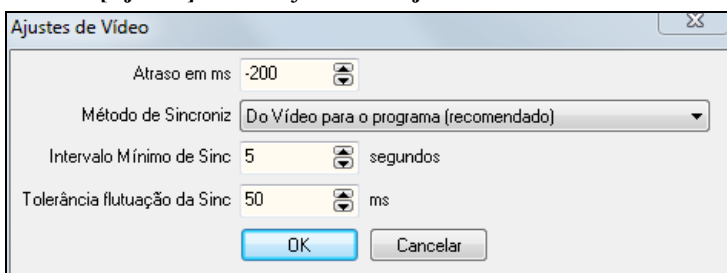 Ajustes de Vídeo
Atraso em ms -200
Método de Sincroniz Do Vídeo para o programa (recomendado)
Intervalo Mínimo de Sinc 5 segundos
Tolerância flutuação da Sinc 50 ms
OK Cancelar